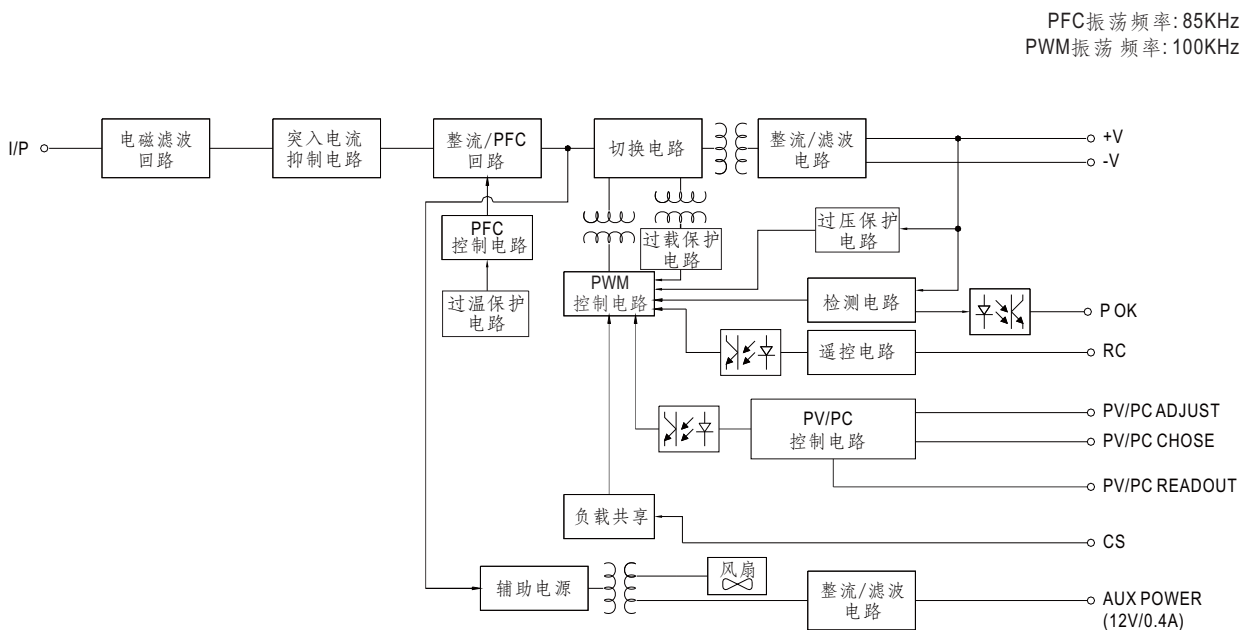 PFC振荡频率: 85KHz
PWM振荡 频率: 100KHz
I/P
电磁滤波
回路
突入电流
抑制电路
整流/PFC
回路
切换电路
整流/滤波
电路
+V
-V
PFC
控制电路
过载保护
电路
过压保护
电路
过温保护
电路
PWM
控制电路
检测电路
P OK
遥控电路
RC
PV/PC
控制电路
PV/PC ADJUST
PV/PC CHOSE
PV/PC READOUT
负载共享
CS
辅助电源
风扇
整流/滤波
电路
AUX POWER
(12V/0.4A)